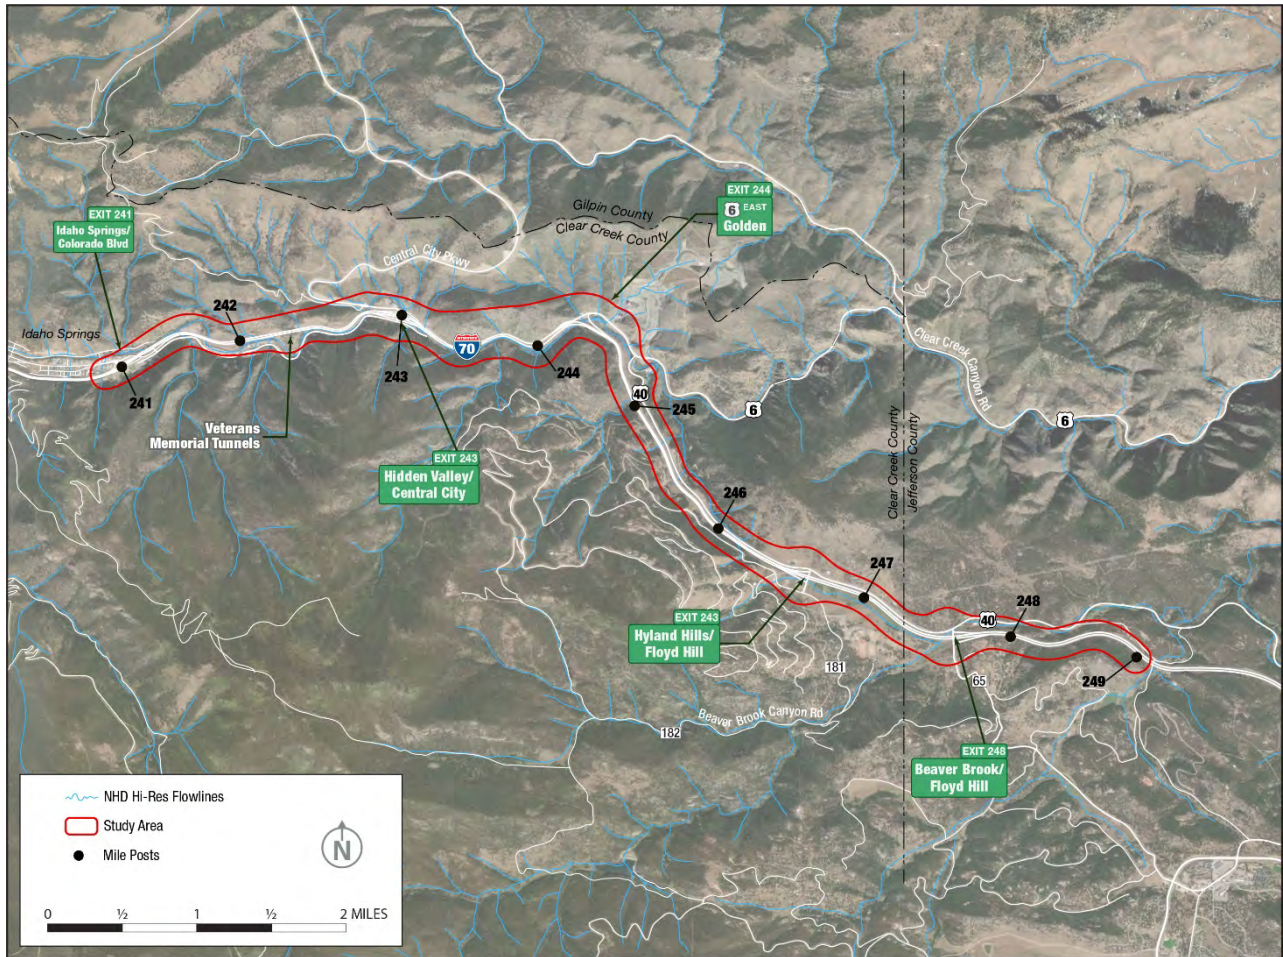 EXIT 244
6 EAST
Golden
Gilpin County
Clear Creek County
EXIT 241
Idaho Springs/
Colorado Blvd
Central City Pkwy
Idaho Springs
242
241
243
INTERSTATE
70
244
40
245
6
Clear Creek Canyon Rd
6
Veterans
Memorial Tunnels
EXIT 243
Hidden Valley/
Central City
Clear Creek County
Jefferson County
246
247
EXIT 243
Hyland Hills/
Floyd Hill
40
248
249
181
65
Beaver Brook Canyon Rd
182
EXIT 248
Beaver Brook/
Floyd Hill
NHD Hi-Res Flowlines
Study Area
Mile Posts
N
0 ½ 1 ½ 2 MILES